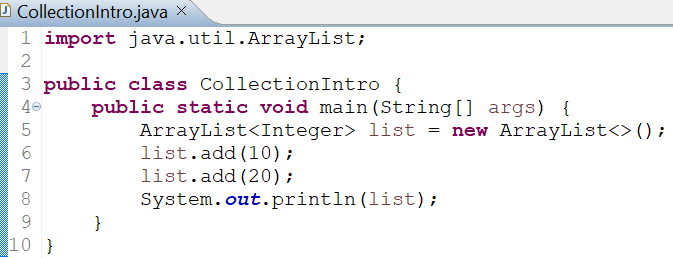 CollectionIntro.java
1 import java.util.ArrayList;
2
3 public class CollectionIntro {
4     public static void main(String[] args) {
5         ArrayList<Integer> list = new ArrayList<>();
6         list.add(10);
7         list.add(20);
8         System.out.println(list);
9     }
10 }